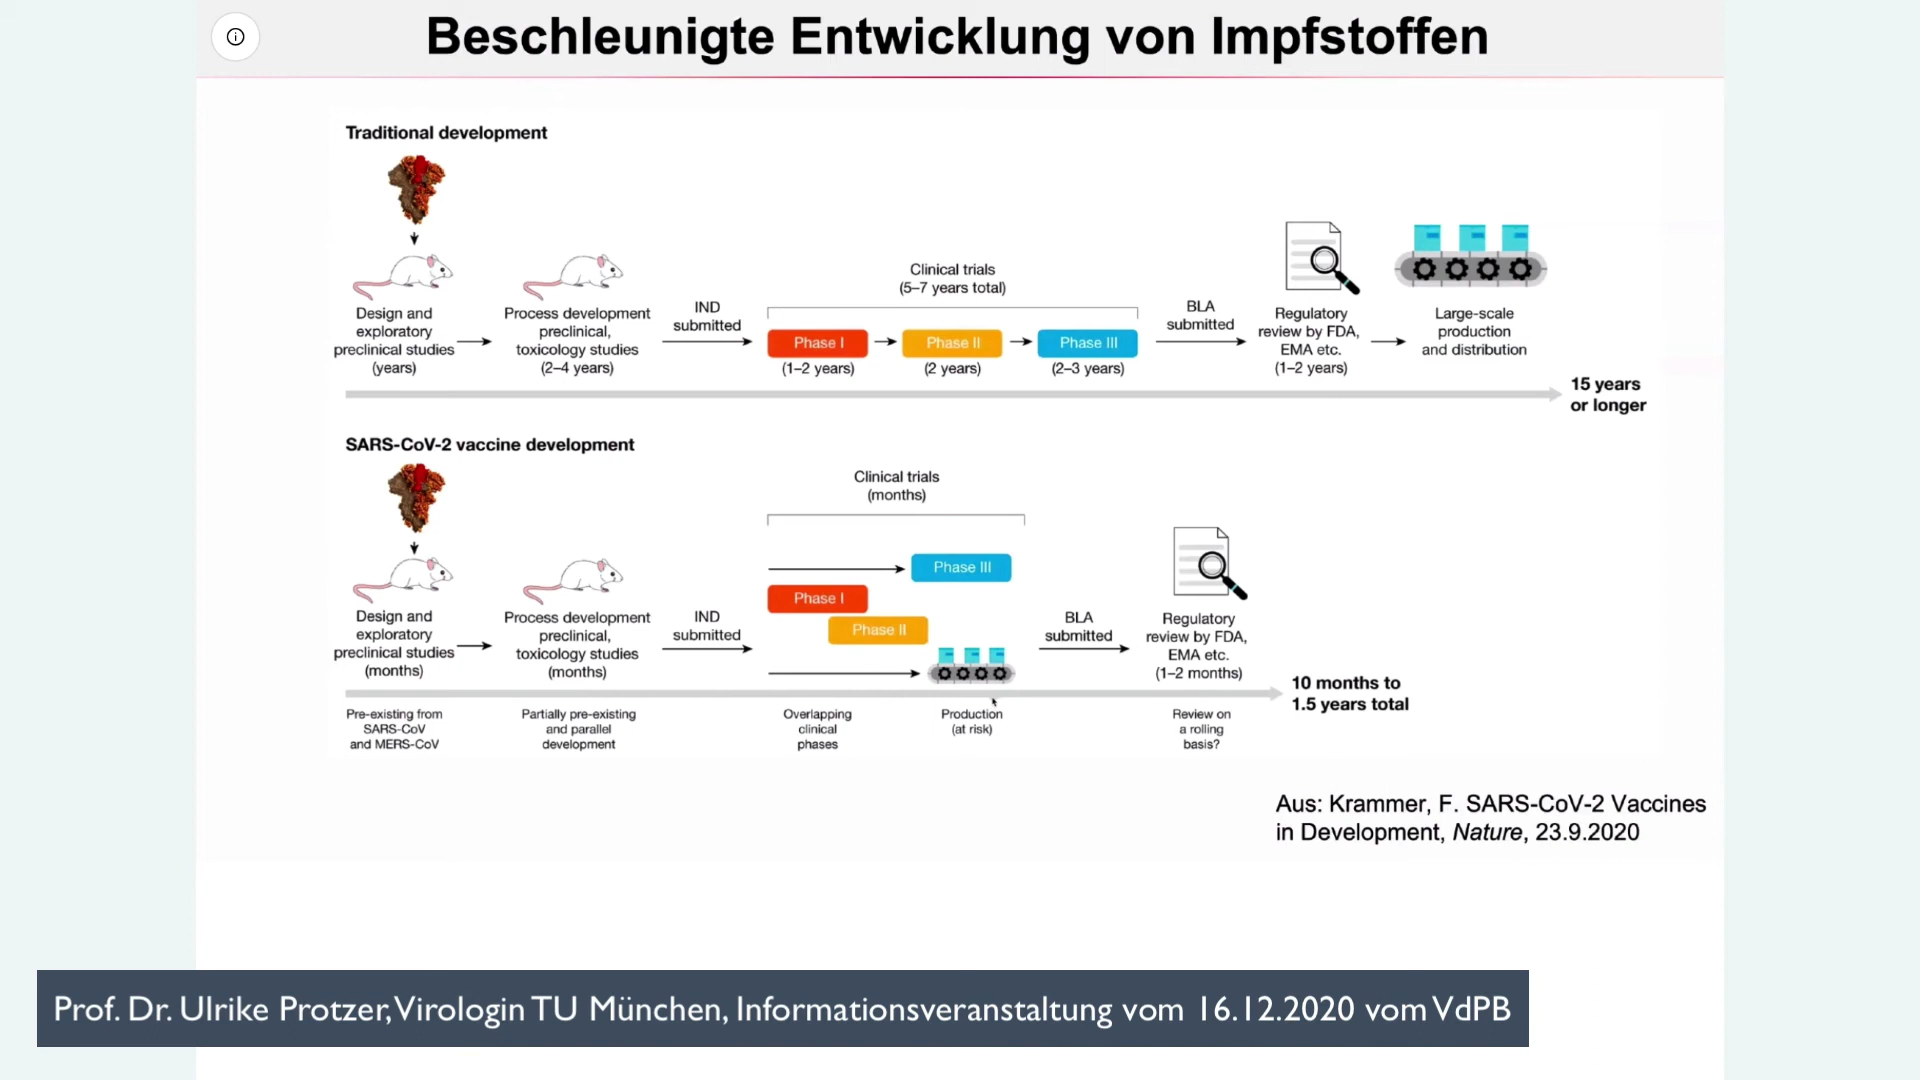 Beschleunigte Entwicklung von Impfstoffen
Traditional development
Design and
exploratory
preclinical studies
(years)
Process development
preclinical,
toxicology studies
(2–4 years)
IND
submitted
Clinical trials
(5–7 years total)
Phase I
(1–2 years)
Phase II
(2 years)
Phase III
(2–3 years)
BLA
submitted
Regulatory
review by FDA,
EMA etc.
(1–2 years)
Large-scale
production
and distribution
15 years
or longer
SARS-CoV-2 vaccine development
Design and
exploratory
preclinical studies
(months)
Process development
preclinical,
toxicology studies
(months)
IND
submitted
Clinical trials
(months)
Phase III
Phase I
Phase II
BLA
submitted
Regulatory
review by FDA,
EMA etc.
(1–2 months)
10 months to
1.5 years total
Pre-existing from
SARS-CoV
and MERS-CoV
Partially pre-existing
and parallel
development
Overlapping
clinical
phases
Production
(at risk)
Review on
a rolling
basis?
Aus: Krammer, F. SARS-CoV-2 Vaccines
in Development, Nature, 23.9.2020
Prof. Dr. Ulrike Protzer, Virologin TU München, Informationsveranstaltung vom 16.12.2020 vom VdPB